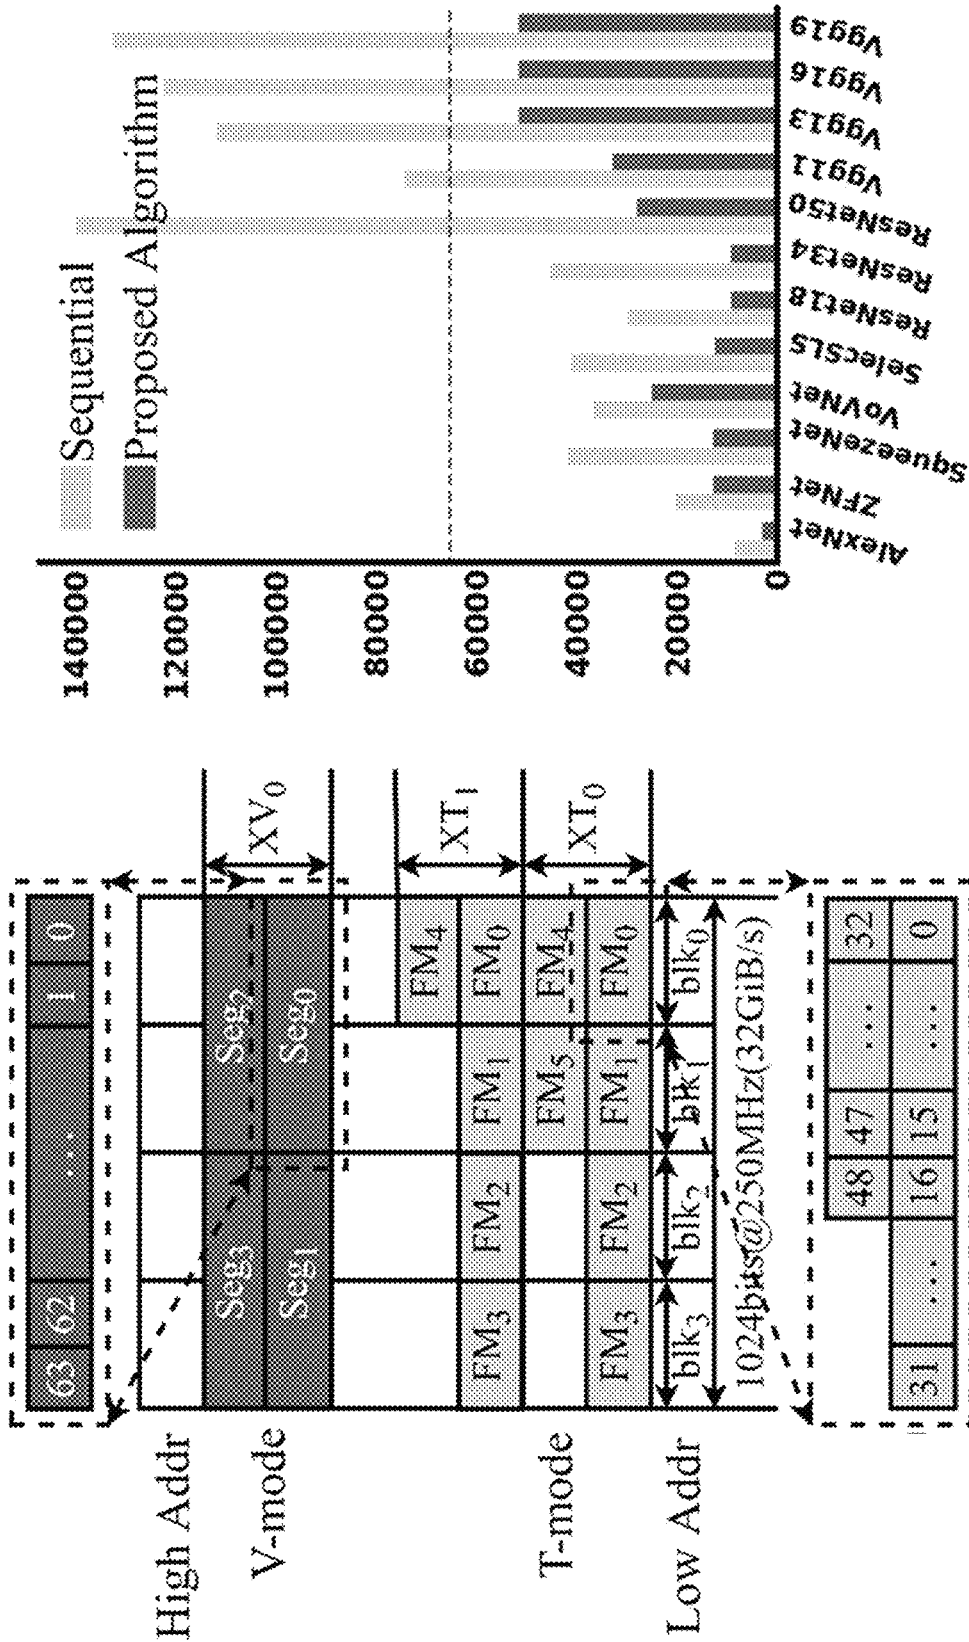 63 62 ... 1 0
High Addr
V-mode
Seg3 Seg2
Seg1 Seg0
XV0
FM4
FM3 FM2 FM1 FM0
XT1
T-mode
FM5 FM4
FM3 FM2 FM1 FM0
XT0
Low Addr
blk3 blk2 blk1 blk0
1024bits@250MHz(32GiB/s)
48 47 ... 32
31 ... 16 15 ... 0
Sequential
Proposed Algorithm
140000
120000
100000
80000
60000
40000
20000
0
AlexNet
ZFNet
SqueezeNet
VoVNet
SelecSLS
ResNet18
ResNet34
ResNet50
Vgg11
Vgg13
Vgg16
Vgg19